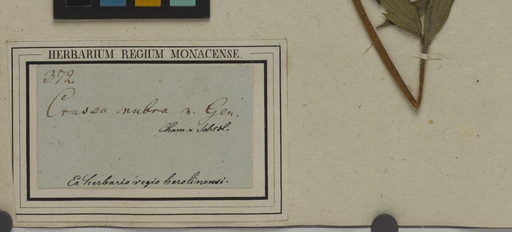 HERBARIUM REGIUM MONACENSE.
372.
Crusea rubra n. Gen.
Cham. & Schltdl.
Ex herbario regio berolinensi.